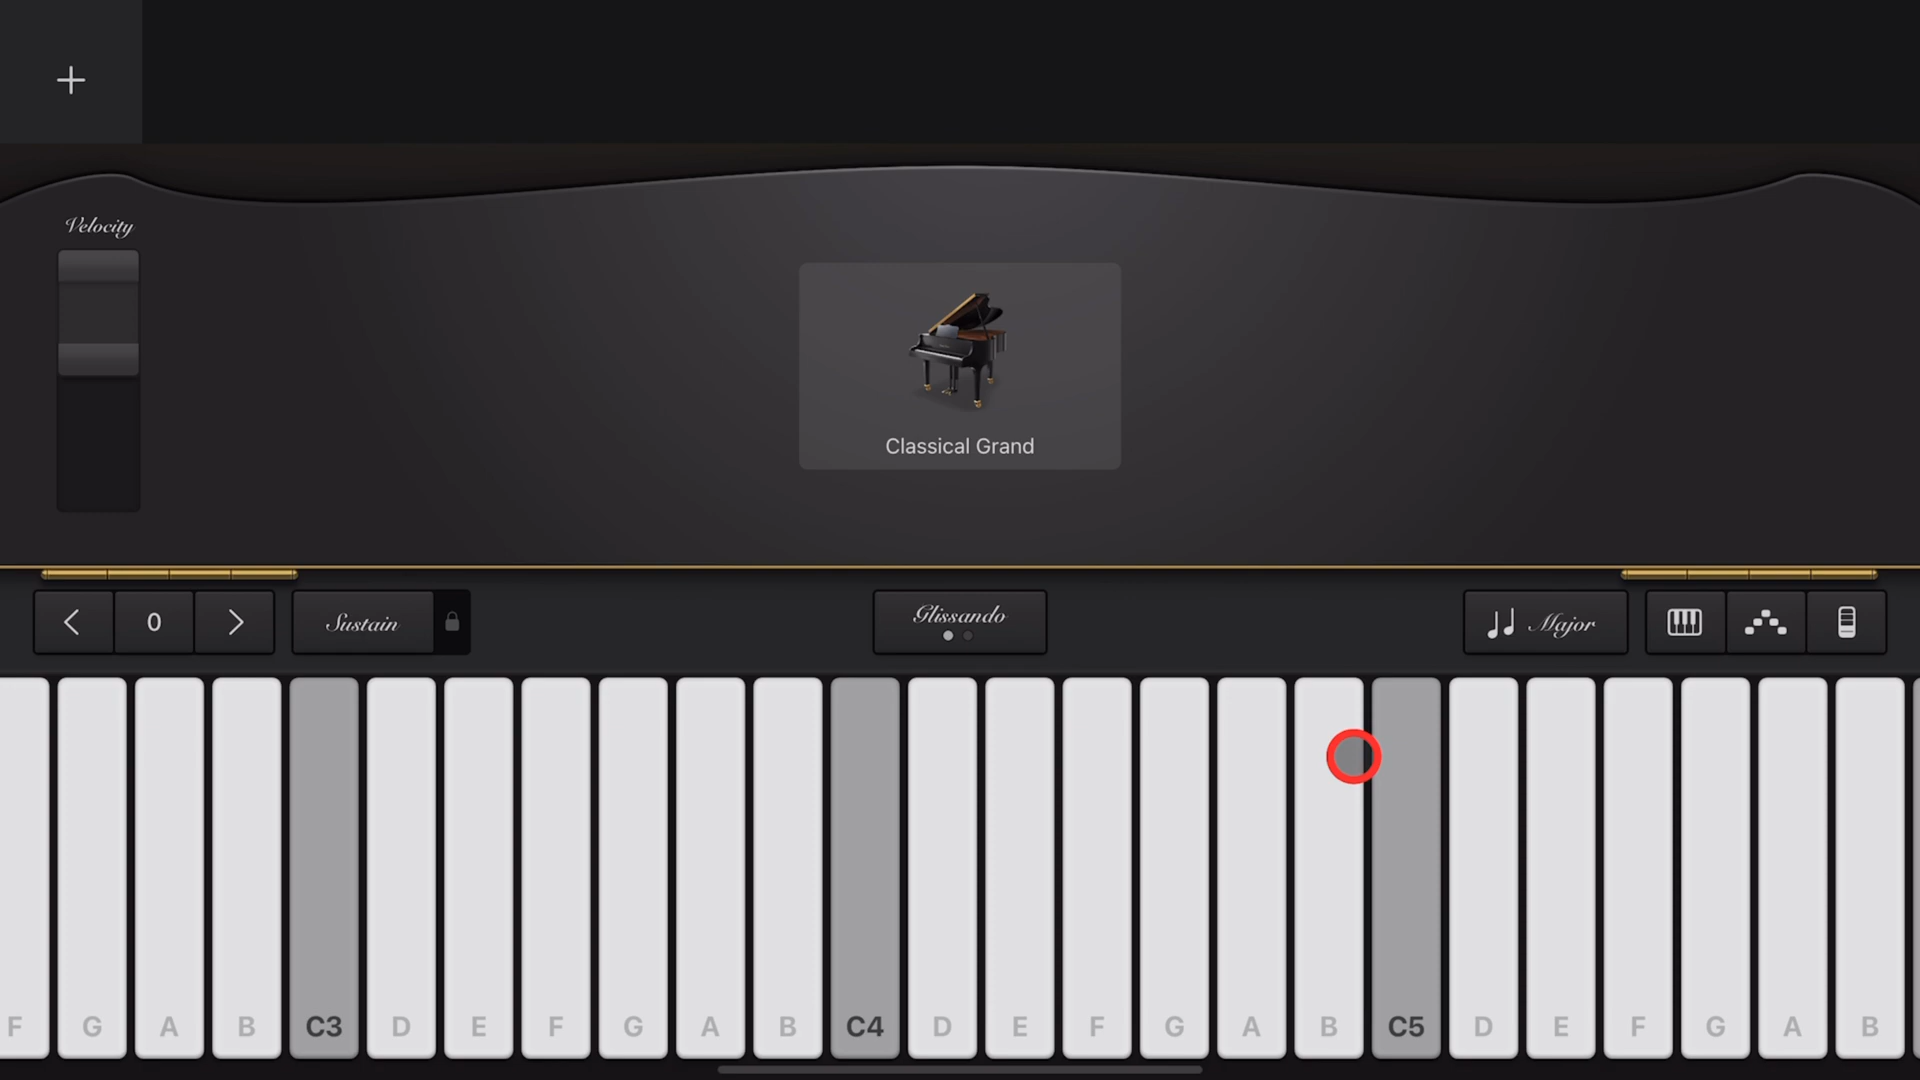 Velocity
Classical Grand
0
Sustain
Glissando
Major
F G A B C3 D E F G A B C4 D E F G A B C5 D E F G A B